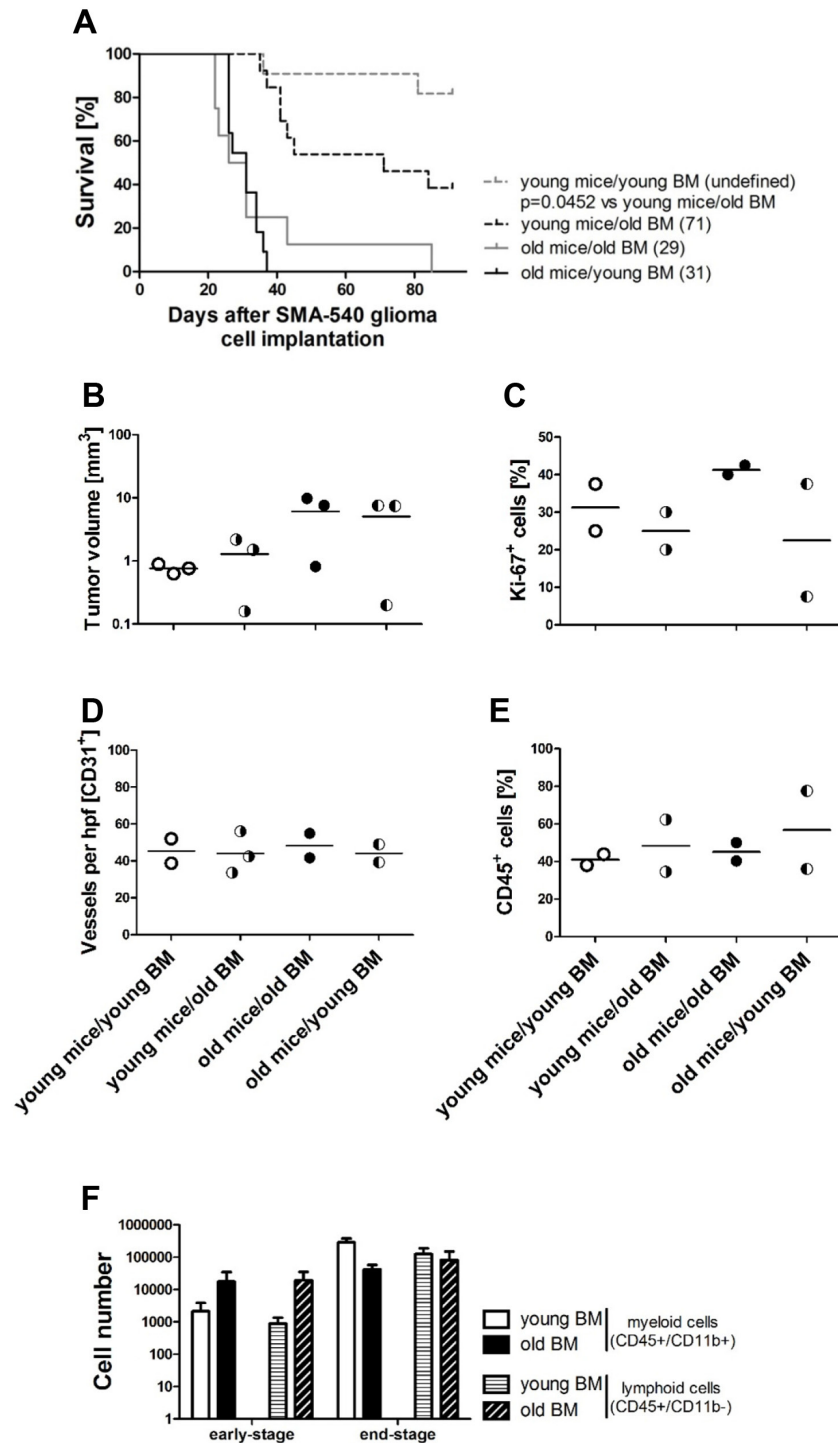 A
Survival [%]
100
80
60
40
20
0
0 20 40 60 80
Days after SMA-540 glioma
cell implantation
young mice/young BM (undefined)
p=0.0452 vs young mice/old BM
young mice/old BM (71)
old mice/old BM (29)
old mice/young BM (31)
B
Tumor volume [mm³]
100
10
1
0.1
C
Ki-67⁺ cells [%]
50
40
30
20
10
0
D
Vessels per hpf [CD31⁺]
100
80
60
40
20
0
young mice/young BM
young mice/old BM
old mice/old BM
old mice/young BM
E
CD45⁺ cells [%]
100
80
60
40
20
0
young mice/young BM
young mice/old BM
old mice/old BM
old mice/young BM
F
Cell number
1000000
100000
10000
1000
100
10
1
early-stage end-stage
young BM
old BM
myeloid cells
(CD45+/CD11b+)
young BM
old BM
lymphoid cells
(CD45+/CD11b-)